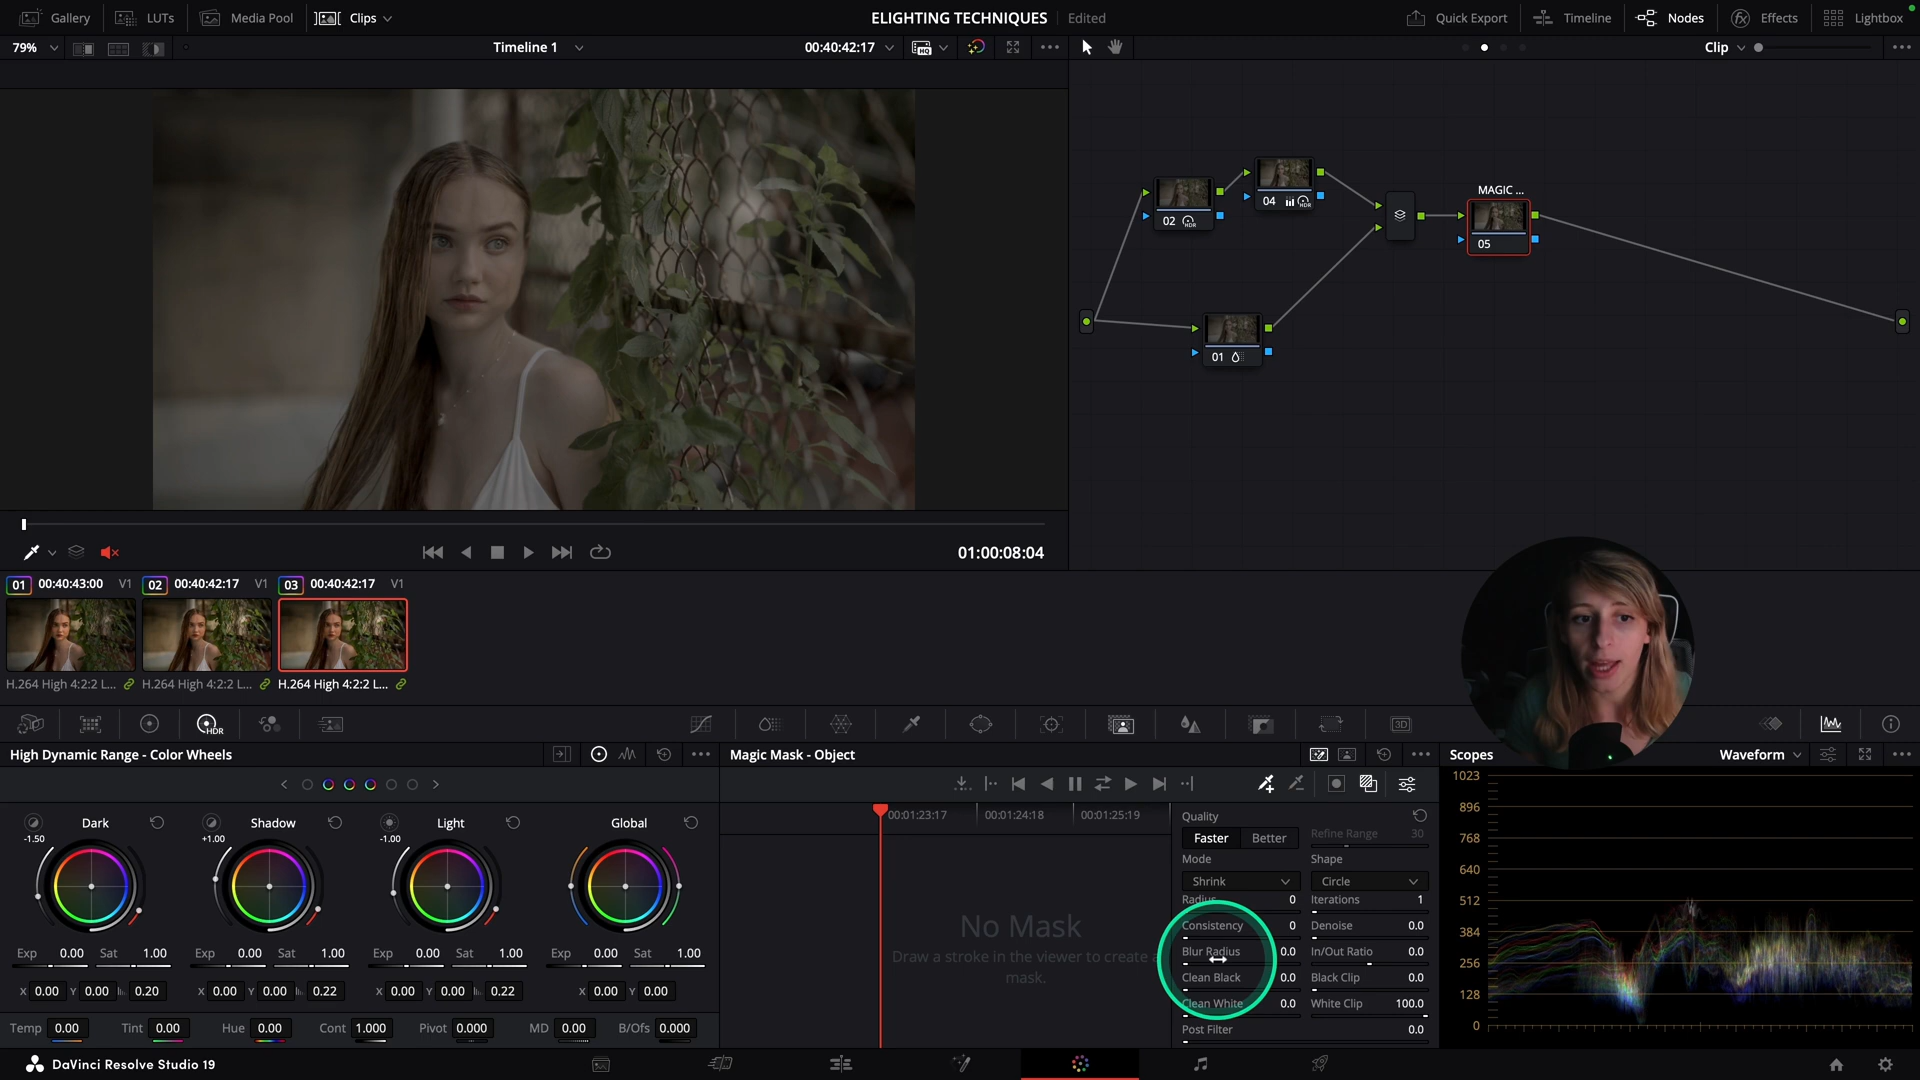 Gallery LUTs Media Pool Clips ELIGHTING TECHNIQUES Edited Quick Export Timeline Nodes Effects Lightbox
79% Timeline 1 00:40:42:17 HQ Clip
MAGIC ...
02 HDR
04 HDR
05
01
01:00:08:04
01 00:40:43:00 V1 02 00:40:42:17 V1 03 00:40:42:17 V1
H.264 High 4:2:2 L... H.264 High 4:2:2 L... H.264 High 4:2:2 L...
HDR 3D
High Dynamic Range - Color Wheels
Dark Shadow Light Global
-1.50 +1.00 -1.00
Exp 0.00 Sat 1.00 Exp 0.00 Sat 1.00 Exp 0.00 Sat 1.00 Exp 0.00 Sat 1.00
X 0.00 Y 0.00 0.20 X 0.00 Y 0.00 0.22 X 0.00 Y 0.00 0.22 X 0.00 Y 0.00
Temp 0.00 Tint 0.00 Hue 0.00 Cont 1.000 Pivot 0.000 MD 0.00 B/Ofs 0.000
Magic Mask - Object
00:01:23:17 00:01:24:18 00:01:25:19
No Mask
Draw a stroke in the viewer to create a
mask.
Quality
Faster Better Refine Range 30
Mode Shape
Shrink Circle
Radius 0 Iterations 1
Consistency 0 Denoise 0.0
Blur Radius 0.0 In/Out Ratio 0.0
Clean Black 0.0 Black Clip 0.0
Clean White 0.0 White Clip 100.0
Post Filter 0.0
Scopes Waveform
1023
896
768
640
512
384
256
128
0
DaVinci Resolve Studio 19